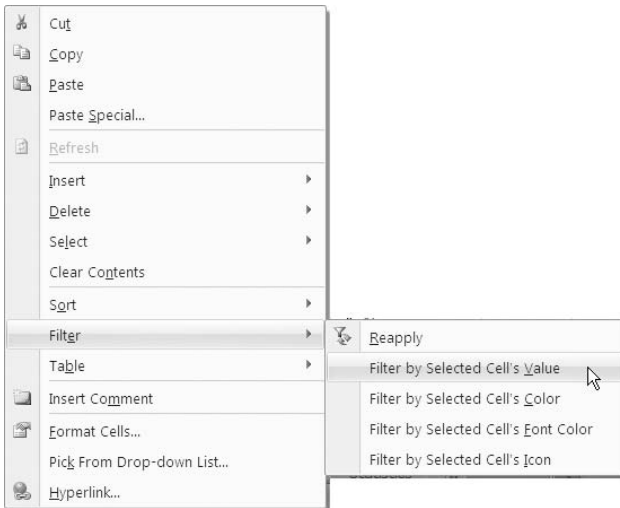 Cut
Copy
Paste
Paste Special...
Refresh
Insert
Delete
Select
Clear Contents
Sort
Filter
Table
Insert Comment
Format Cells...
Pick From Drop-down List...
Hyperlink...
Reapply
Filter by Selected Cell's Value
Filter by Selected Cell's Color
Filter by Selected Cell's Font Color
Filter by Selected Cell's Icon